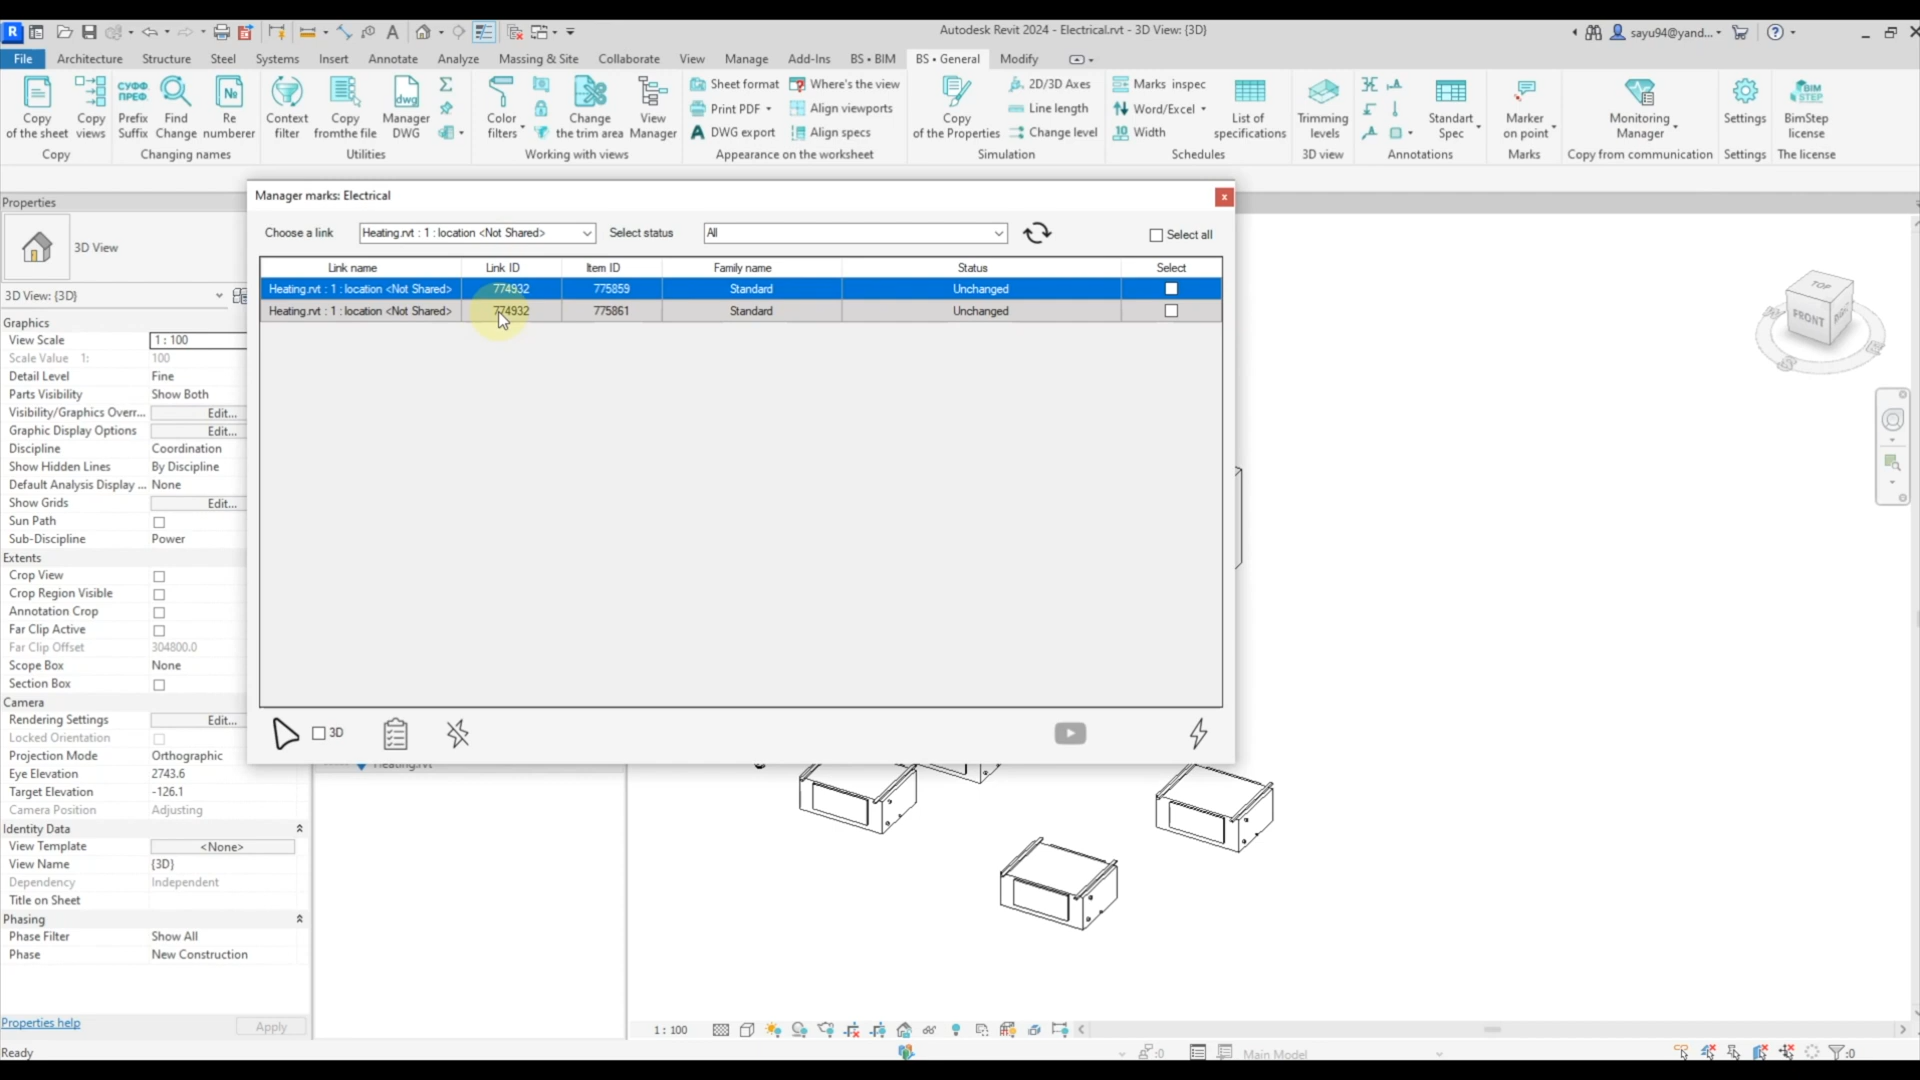 Autodesk Revit 2024 - Electrical.rvt - 3D View: {3D}
sayu94@yand...
File Architecture Structure Steel Systems Insert Annotate Analyze Massing & Site Collaborate View Manage Add-Ins BS • BIM BS • General Modify
Copy of the sheet
Copy views
Copy
СУФФ. ПРЕФ.
Prefix Suffix
Find Change
№
Re numberer
Changing names
Context filter
Copy fromthe file
dwg
Manager DWG
Utilities
Color filters
Change the trim area
View Manager
Working with views
Sheet format
Print PDF
DWG export
Where's the view
Align viewports
Align specs
Appearance on the worksheet
Copy of the Properties
2D/3D Axes
Line length
Change level
Simulation
Marks inspec
Word/Excel
10 Width
List of specifications
Schedules
Trimming levels
3D view
Standart Spec
Annotations
Marker on point
Marks
Monitoring Manager
Copy from communication
Settings
Settings
BIM STEP
BimStep license
The license
Properties
3D View
3D View: {3D}
Graphics
View Scale 1 : 100
Scale Value 1: 100
Detail Level Fine
Parts Visibility Show Both
Visibility/Graphics Overr... Edit...
Graphic Display Options Edit...
Discipline Coordination
Show Hidden Lines By Discipline
Default Analysis Display ... None
Show Grids Edit...
Sun Path
Sub-Discipline Power
Extents
Crop View
Crop Region Visible
Annotation Crop
Far Clip Active
Far Clip Offset 304800.0
Scope Box None
Section Box
Camera
Rendering Settings Edit...
Locked Orientation
Projection Mode Orthographic
Eye Elevation 2743.6
Target Elevation -126.1
Camera Position Adjusting
Identity Data
View Template <None>
View Name {3D}
Dependency Independent
Title on Sheet
Phasing
Phase Filter Show All
Phase New Construction
Properties help Apply
Ready
Manager marks: Electrical
x
Choose a link Heating.rvt : 1 : location <Not Shared> Select status All Select all
Link name Link ID Item ID Family name Status Select
Heating.rvt : 1 : location <Not Shared> 774932 775859 Standard Unchanged
Heating.rvt : 1 : location <Not Shared> 774932 775861 Standard Unchanged
3D
Heating.rvt
TOP
FRONT
1 : 100
:0 Main Model :0